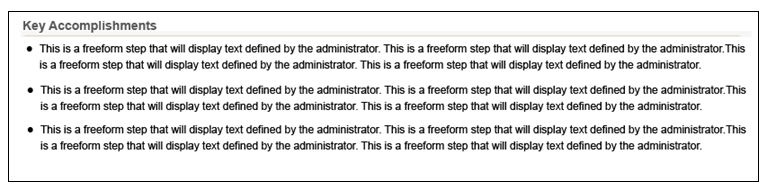 Key Accomplishments
• This is a freeform step that will display text defined by the administrator. This is a freeform step that will display text defined by the administrator.This
is a freeform step that will display text defined by the administrator. This is a freeform step that will display text defined by the administrator.
• This is a freeform step that will display text defined by the administrator. This is a freeform step that will display text defined by the administrator.This
is a freeform step that will display text defined by the administrator. This is a freeform step that will display text defined by the administrator.
• This is a freeform step that will display text defined by the administrator. This is a freeform step that will display text defined by the administrator.This
is a freeform step that will display text defined by the administrator. This is a freeform step that will display text defined by the administrator.